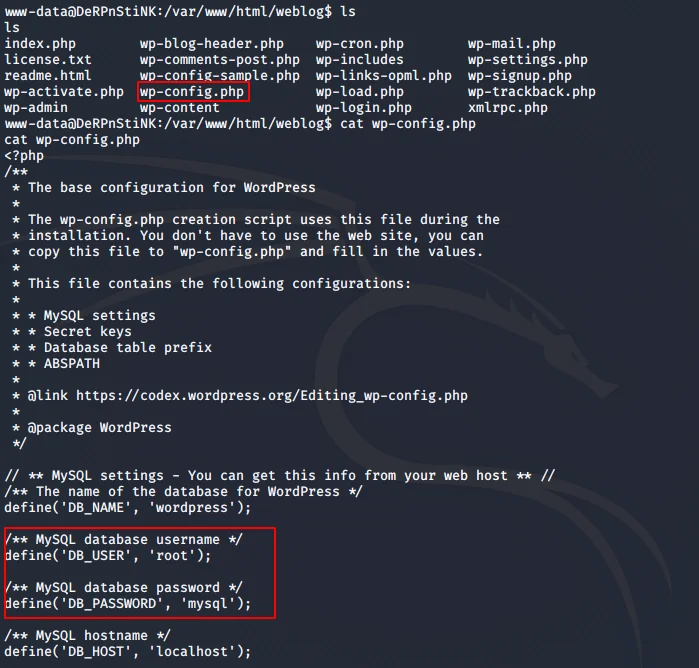 www-data@DeRPnStiNK:/var/www/html/weblog$ ls
ls
index.php        wp-blog-header.php    wp-cron.php        wp-mail.php
license.txt      wp-comments-post.php  wp-includes        wp-settings.php
readme.html      wp-config-sample.php  wp-links-opml.php  wp-signup.php
wp-activate.php  wp-config.php         wp-load.php        wp-trackback.php
wp-admin         wp-content            wp-login.php       xmlrpc.php
www-data@DeRPnStiNK:/var/www/html/weblog$ cat wp-config.php
cat wp-config.php
<?php
/**
 * The base configuration for WordPress
 *
 * The wp-config.php creation script uses this file during the
 * installation. You don't have to use the web site, you can
 * copy this file to "wp-config.php" and fill in the values.
 *
 * This file contains the following configurations:
 *
 * * MySQL settings
 * * Secret keys
 * * Database table prefix
 * * ABSPATH
 *
 * @link https://codex.wordpress.org/Editing_wp-config.php
 *
 * @package WordPress
 */

// ** MySQL settings - You can get this info from your web host ** //
/** The name of the database for WordPress */
define('DB_NAME', 'wordpress');

/** MySQL database username */
define('DB_USER', 'root');

/** MySQL database password */
define('DB_PASSWORD', 'mysql');

/** MySQL hostname */
define('DB_HOST', 'localhost');